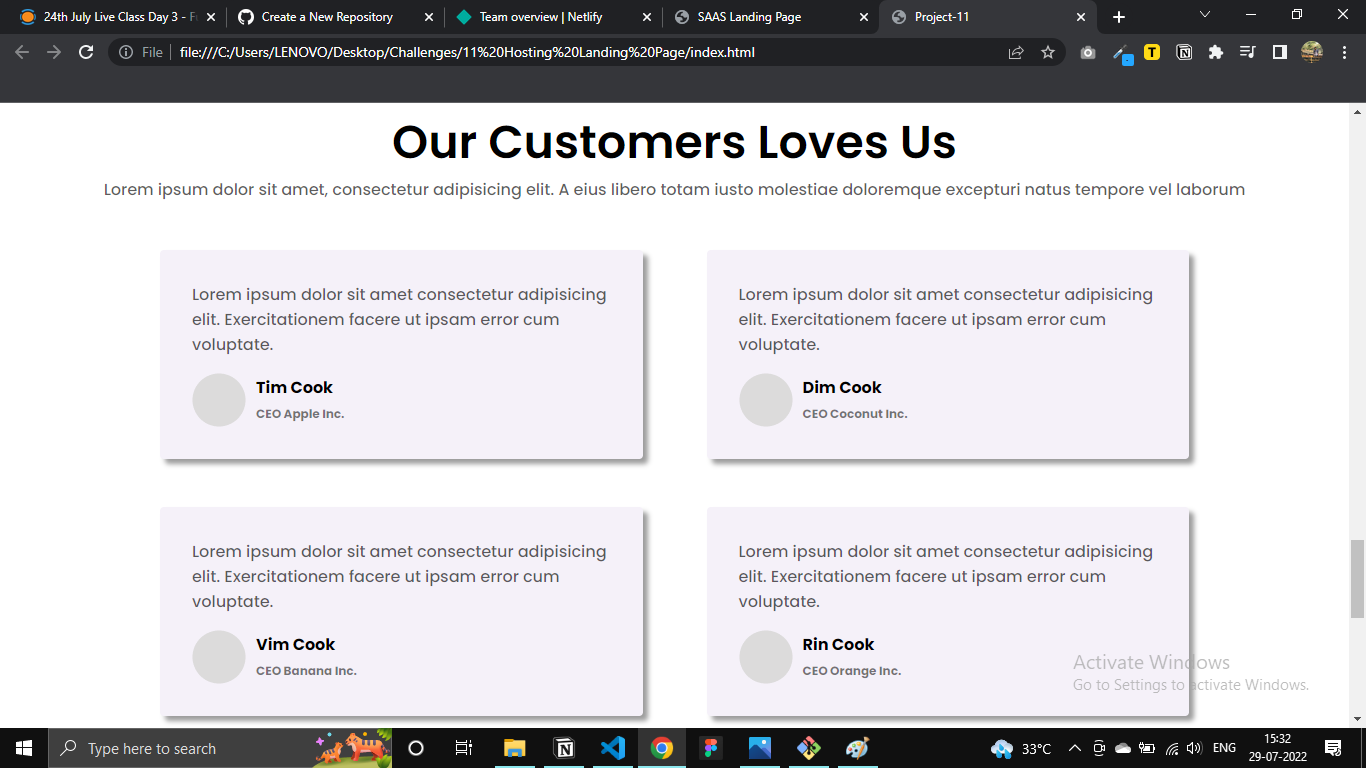 24th July Live Class Day 3 - Fu
Create a New Repository
Team overview | Netlify
SAAS Landing Page
Project-11
File
file:///C:/Users/LENOVO/Desktop/Challenges/11%20Hosting%20Landing%20Page/index.html
Our Customers Loves Us
Lorem ipsum dolor sit amet, consectetur adipisicing elit. A eius libero totam iusto molestiae doloremque excepturi natus tempore vel laborum
Lorem ipsum dolor sit amet consectetur adipisicing
elit. Exercitationem facere ut ipsam error cum
voluptate.
Tim Cook
CEO Apple Inc.
Lorem ipsum dolor sit amet consectetur adipisicing
elit. Exercitationem facere ut ipsam error cum
voluptate.
Dim Cook
CEO Coconut Inc.
Lorem ipsum dolor sit amet consectetur adipisicing
elit. Exercitationem facere ut ipsam error cum
voluptate.
Vim Cook
CEO Banana Inc.
Lorem ipsum dolor sit amet consectetur adipisicing
elit. Exercitationem facere ut ipsam error cum
voluptate.
Rin Cook
CEO Orange Inc.
Activate Windows
Go to Settings to activate Windows.
Type here to search
33°C
ENG
15:32
29-07-2022